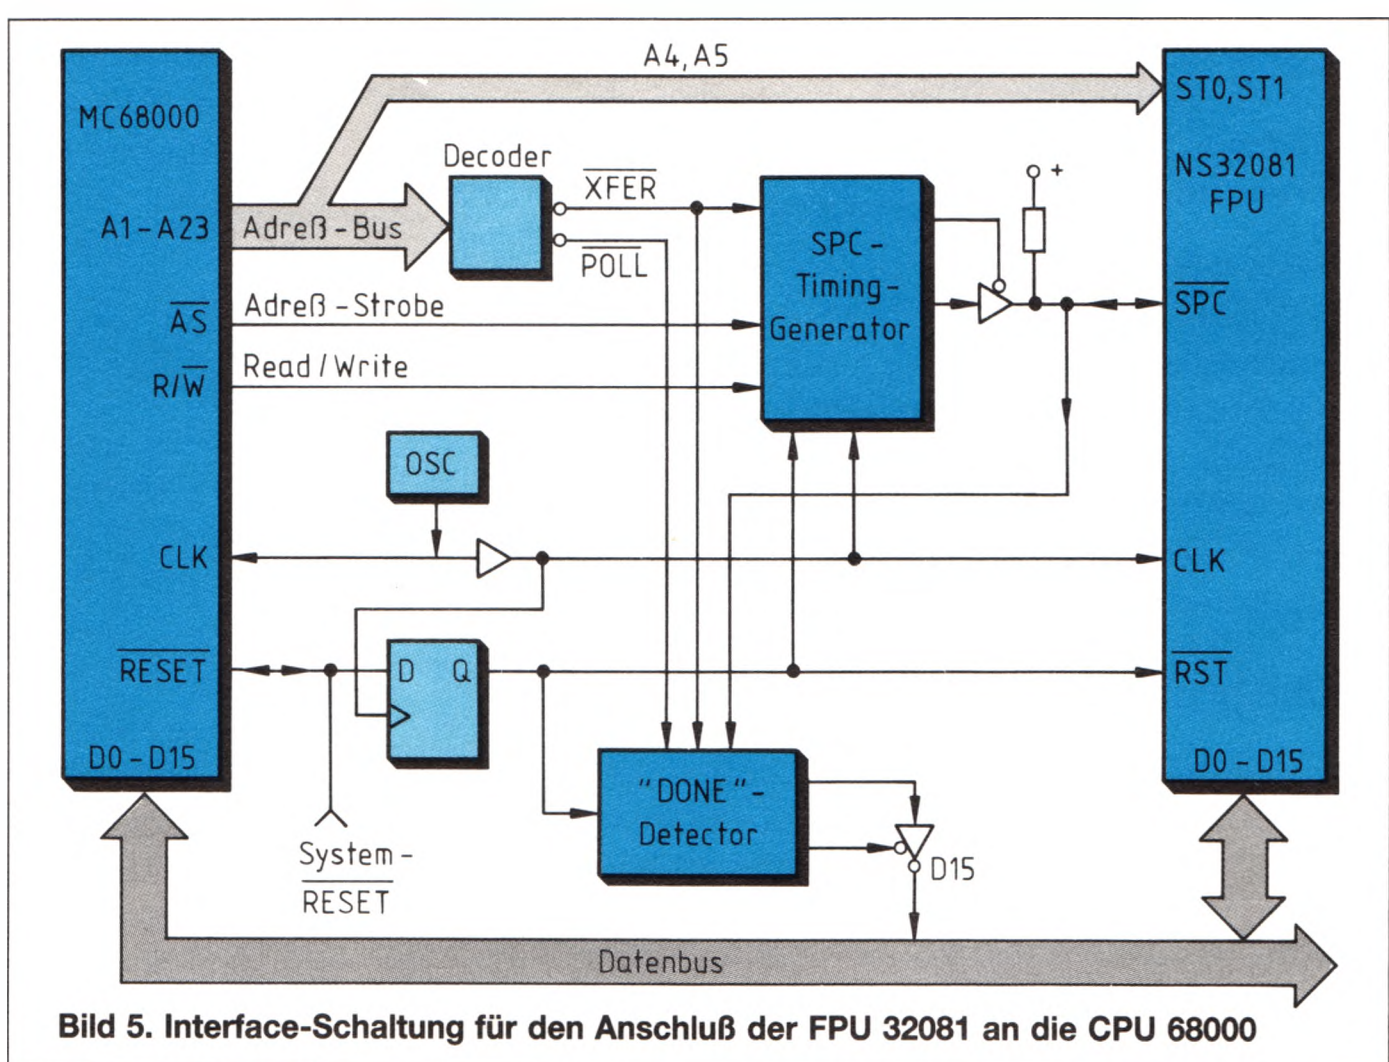 MC68000
A1-A23
AS
R/W
CLK
RESET
D0-D15
A4,A5
Adreß-Bus
Decoder
XFER
POLL
Adreß-Strobe
Read/Write
OSC
SPC-
Timing-
Generator
+
ST0,ST1
NS32081
FPU
SPC
CLK
RST
D0-D15
D Q
System-
RESET
"DONE"-
Detector
D15
Datenbus
Bild 5. Interface-Schaltung für den Anschluß der FPU 32081 an die CPU 68000